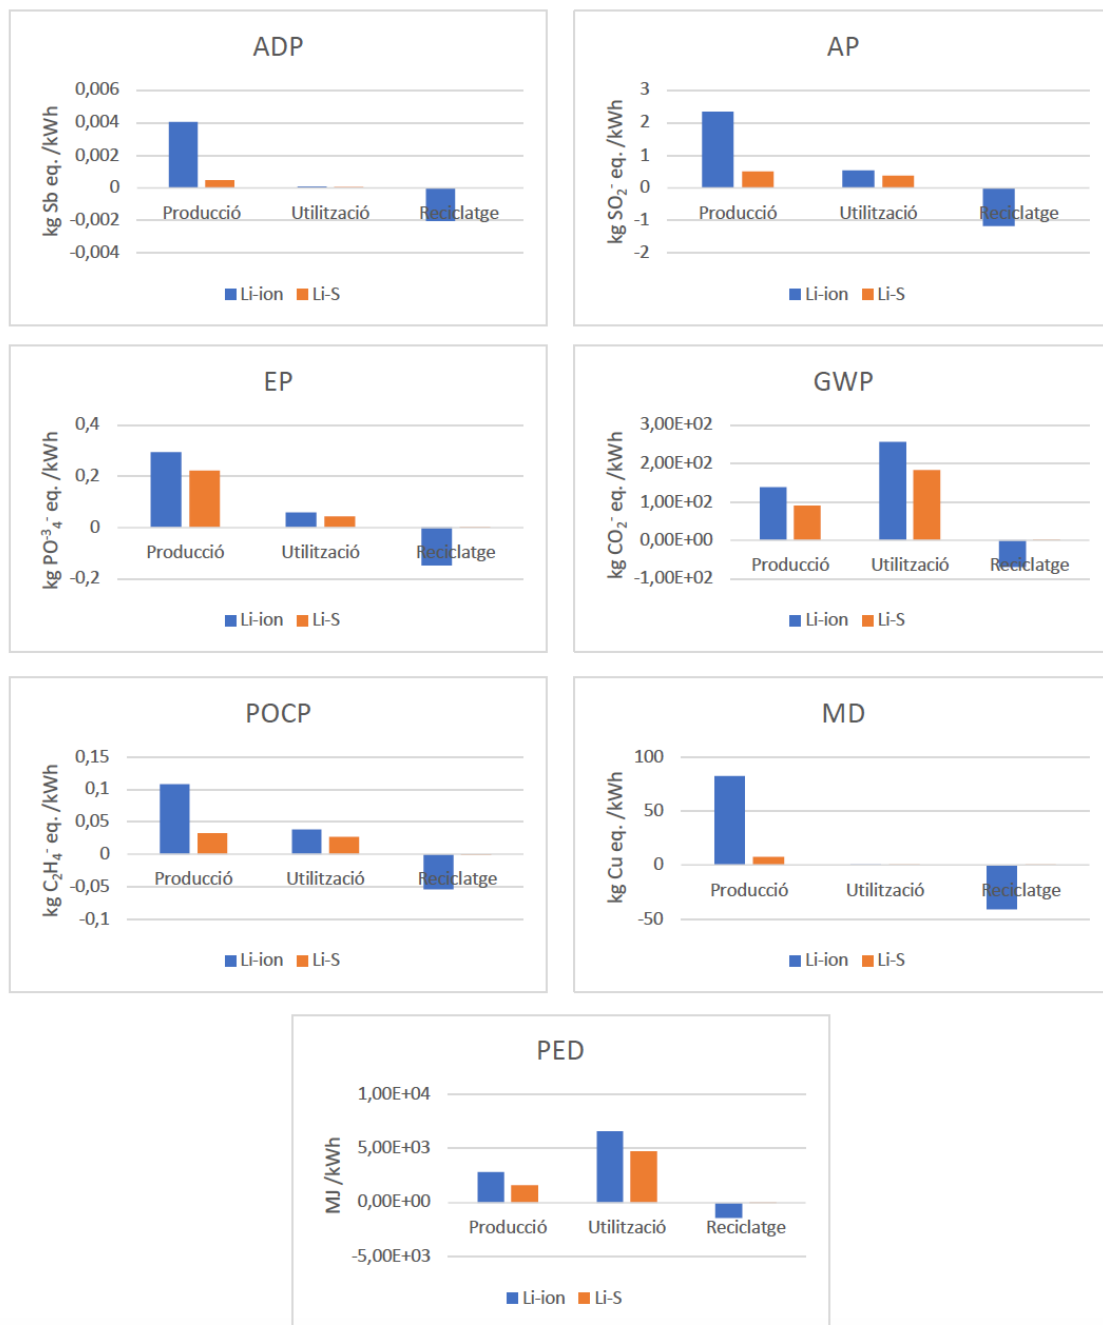 ADP
kg Sb eq. /kWh
0,006
0,004
0,002
0
-0,002
-0,004
Producció Utilització Reciclatge
Li-ion Li-S
AP
kg SO₂⁻ eq. /kWh
3
2
1
0
-1
-2
Producció Utilització Reciclatge
Li-ion Li-S
EP
kg PO⁻³₄⁻ eq. /kWh
0,4
0,2
0
-0,2
Producció Utilització Reciclatge
Li-ion Li-S
GWP
kg CO₂⁻ eq. /kWh
3,00E+02
2,00E+02
1,00E+02
0,00E+00
-1,00E+02
Producció Utilització Reciclatge
Li-ion Li-S
POCP
kg C₂H₄⁻ eq. /kWh
0,15
0,1
0,05
0
-0,05
-0,1
Producció Utilització Reciclatge
Li-ion Li-S
MD
kg Cu eq. /kWh
100
50
0
-50
Producció Utilització Reciclatge
Li-ion Li-S
PED
MJ /kWh
1,00E+04
5,00E+03
0,00E+00
-5,00E+03
Producció Utilització Reciclatge
Li-ion Li-S